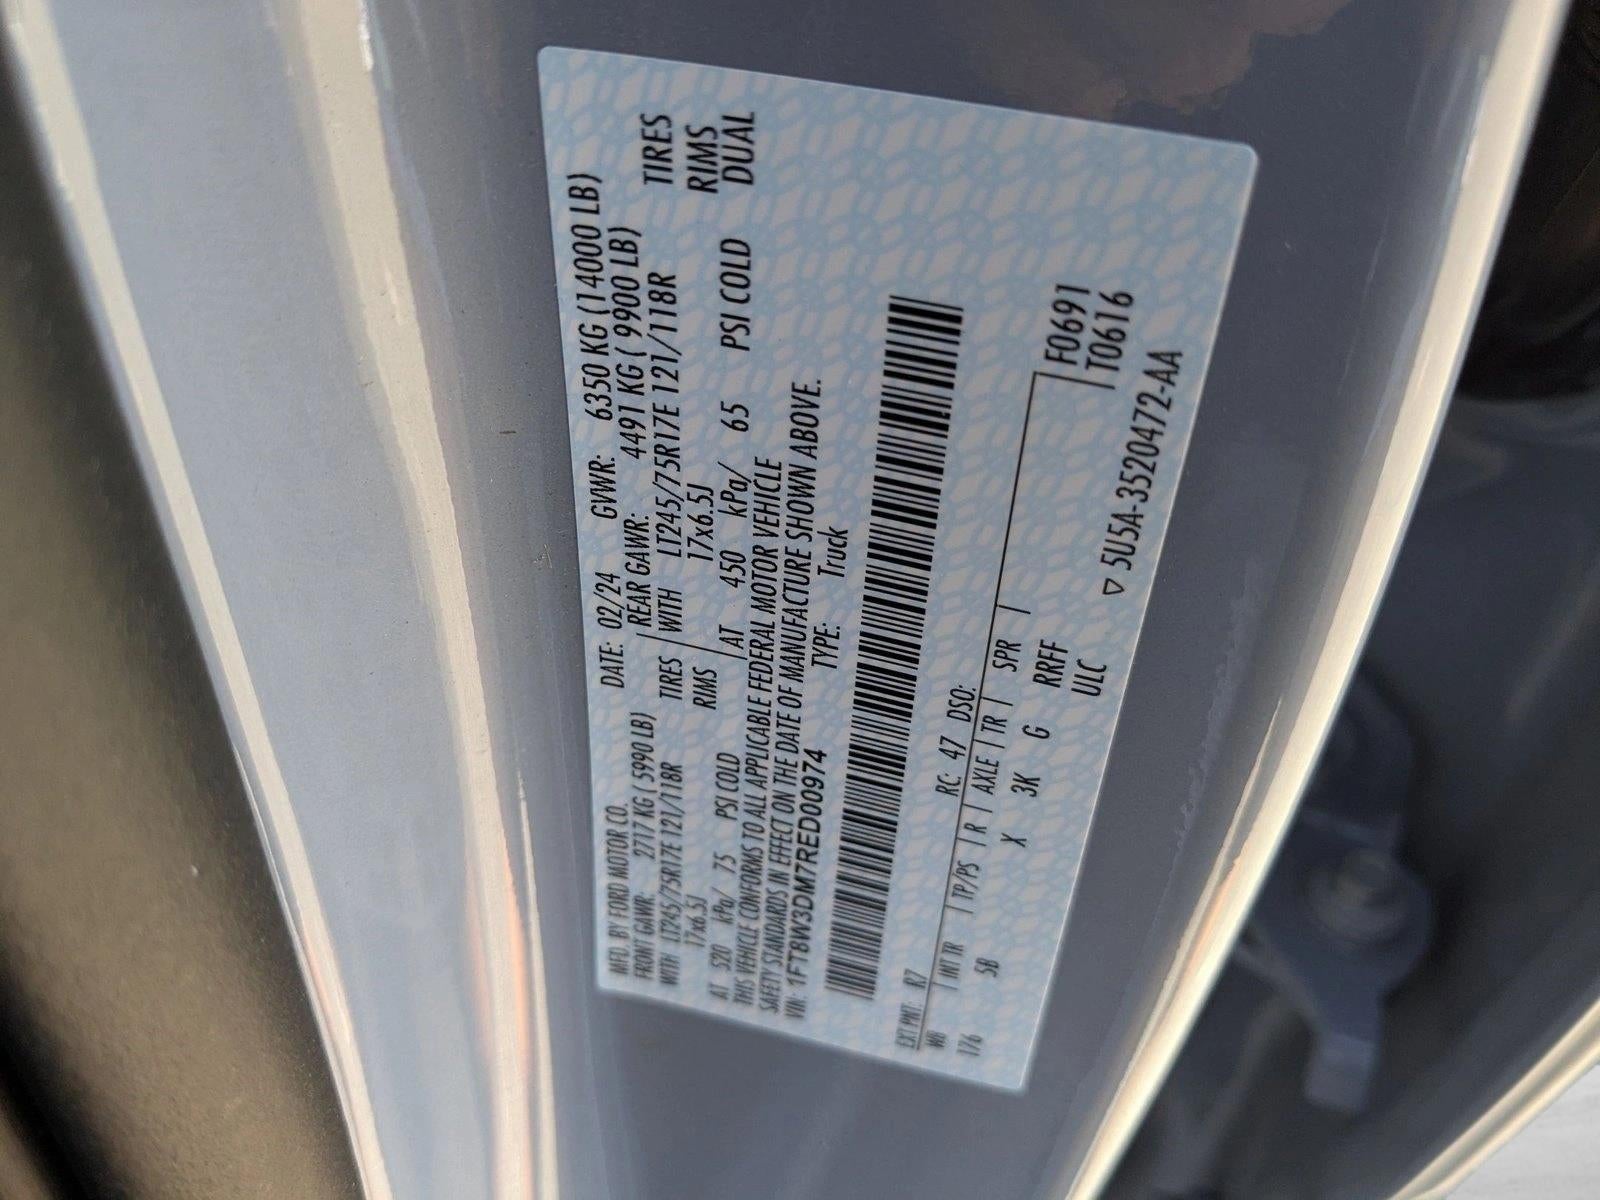 MFD. BY FORD MOTOR CO.
DATE: 02/24 GVWR: 6350 KG (14000 LB)
FRONT GAWR: 2717 KG ( 5990 LB) REAR GAWR: 4491 KG ( 9900 LB)
WITH LT245/75R17E 121/118R TIRES WITH LT245/75R17E 121/118R TIRES
17x6.5J RIMS 17x6.5J RIMS
AT 520 kPa/ 75 PSI COLD AT 450 kPa/ 65 PSI COLD DUAL
THIS VEHICLE CONFORMS TO ALL APPLICABLE FEDERAL MOTOR VEHICLE
SAFETY STANDARDS IN EFFECT ON THE DATE OF MANUFACTURE SHOWN ABOVE.
VIN: 1FT8W3DM7RED00974 TYPE: Truck
EXT PNT: RZ RC: 47 DSO: F0691
WB | INT TR | TP/PS | R | AXLE | TR | SPR | T0616
176 5B X 3K G RRFF
ULC ▽ 5U5A-3520472-AA